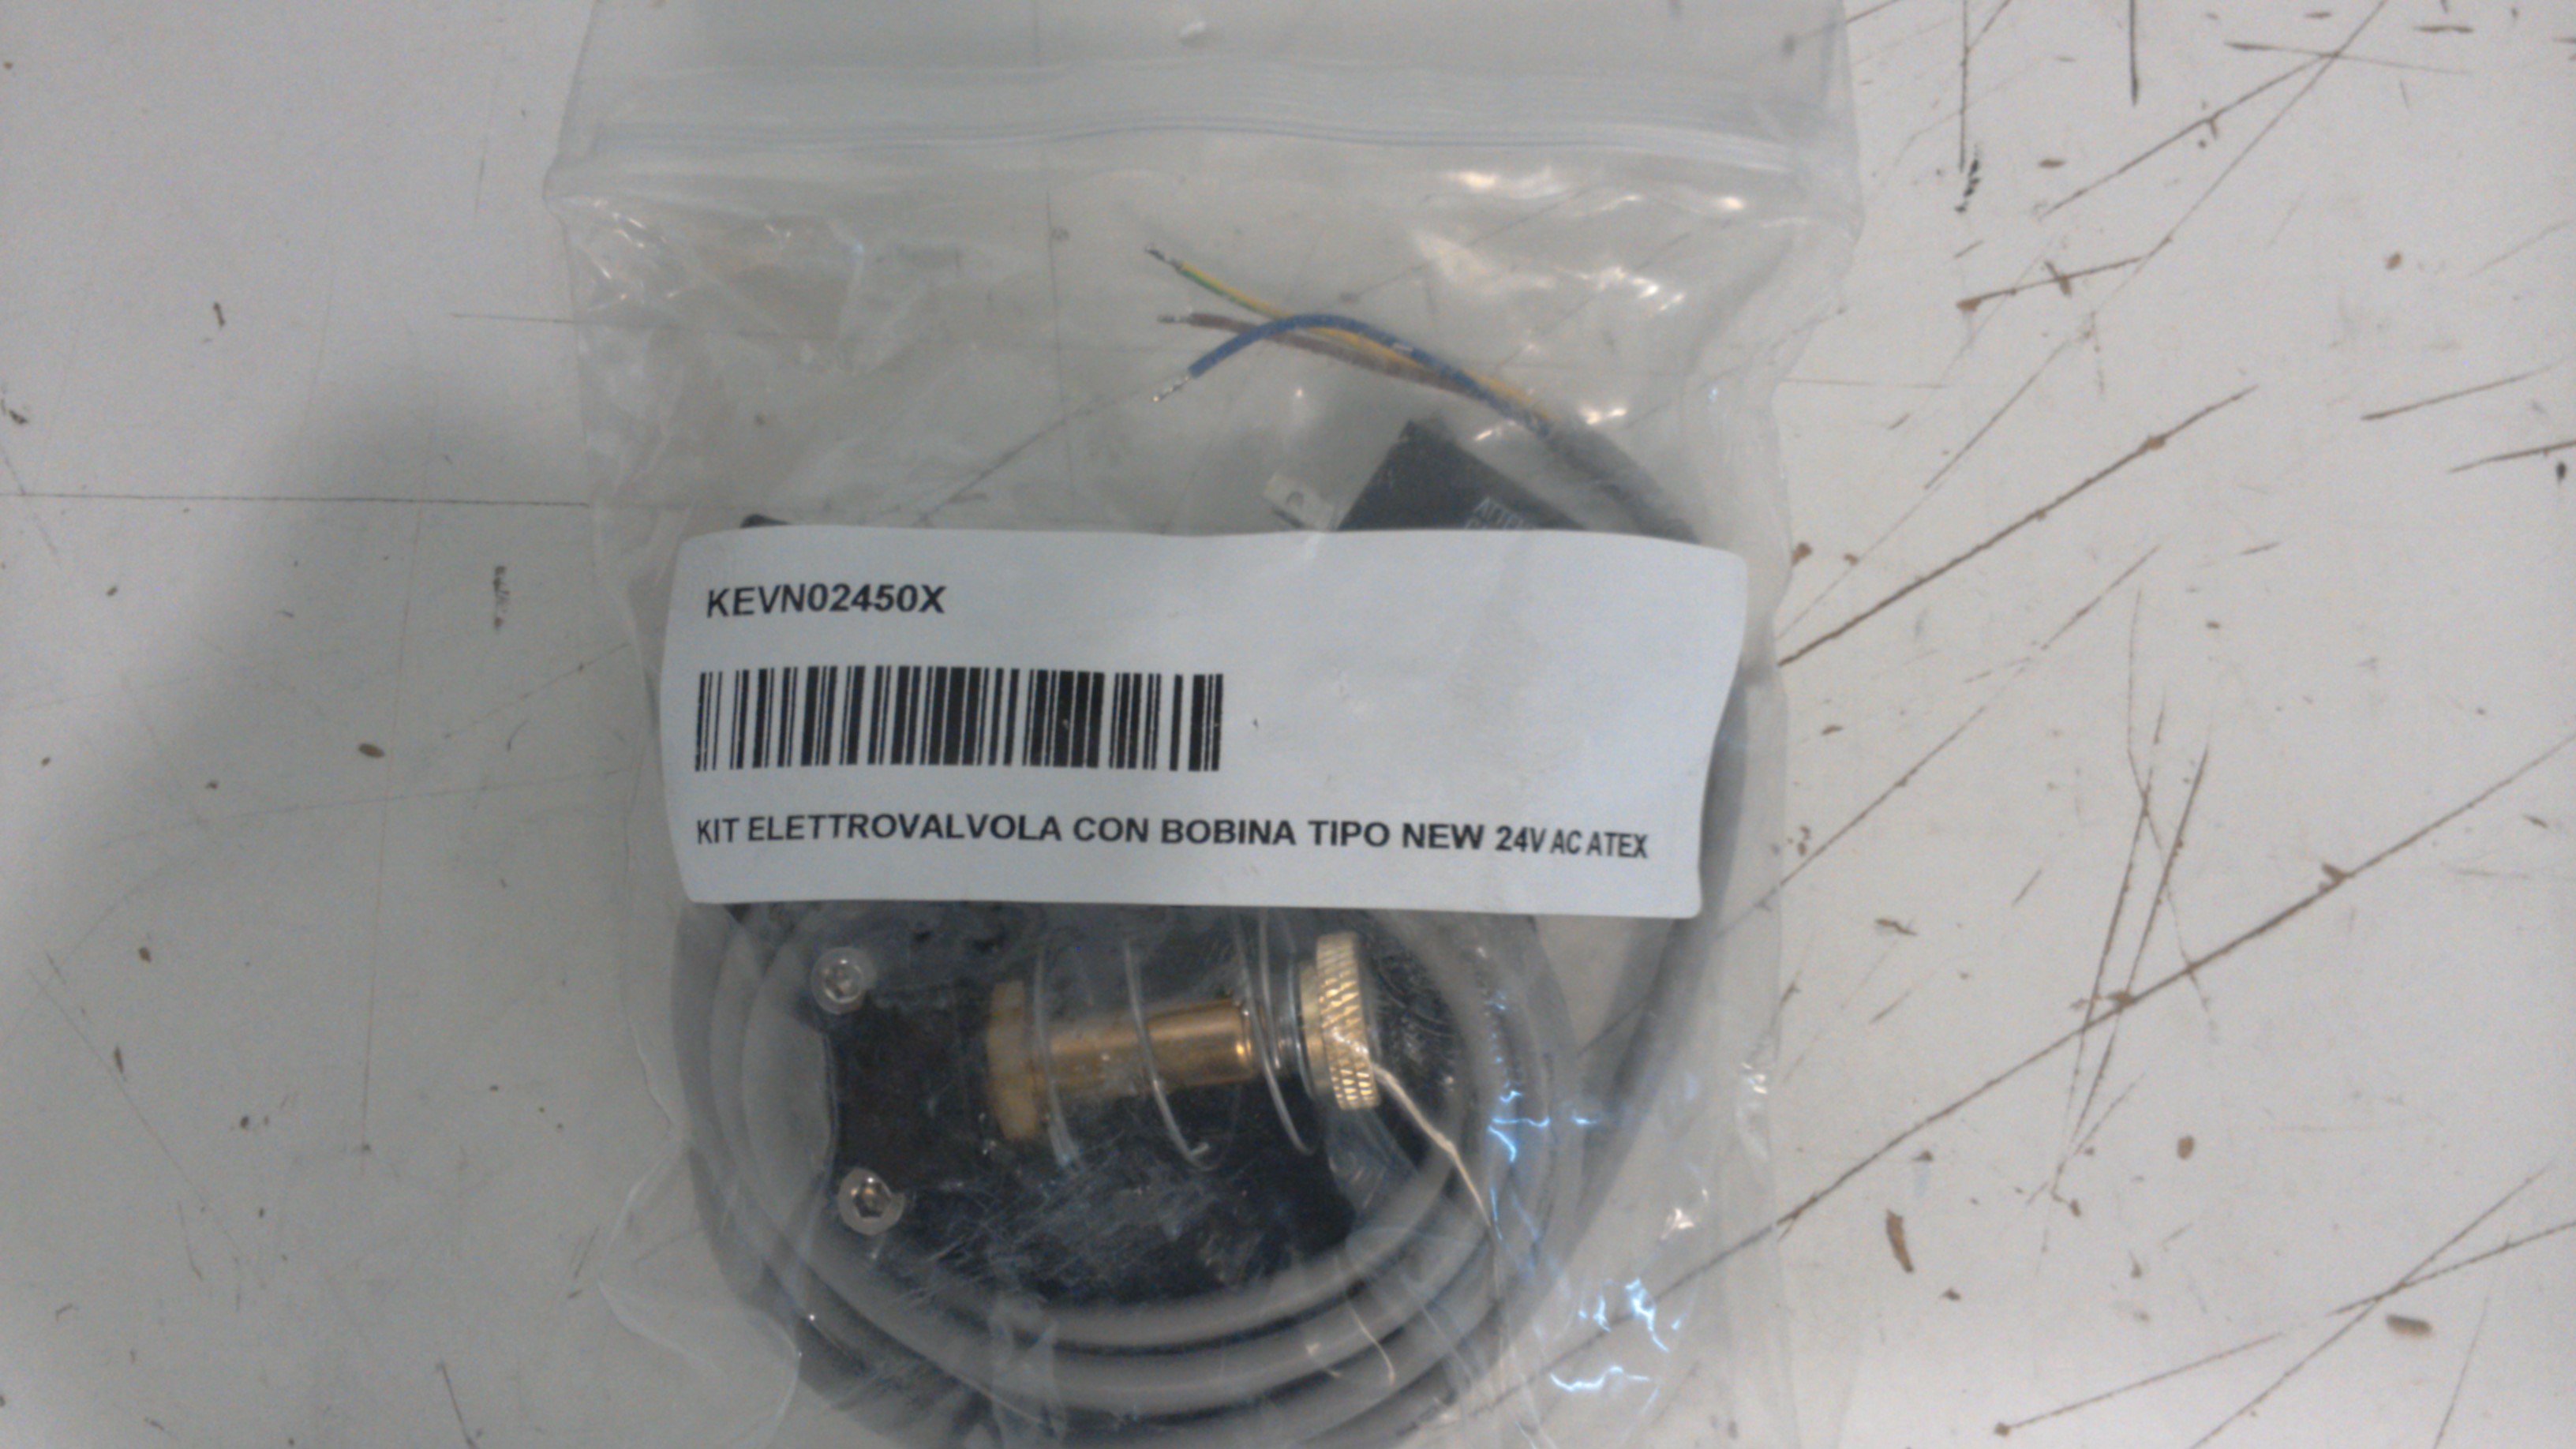 KEVN02450X
KIT ELETTROVALVOLA CON BOBINA TIPO NEW 24V AC ATEX